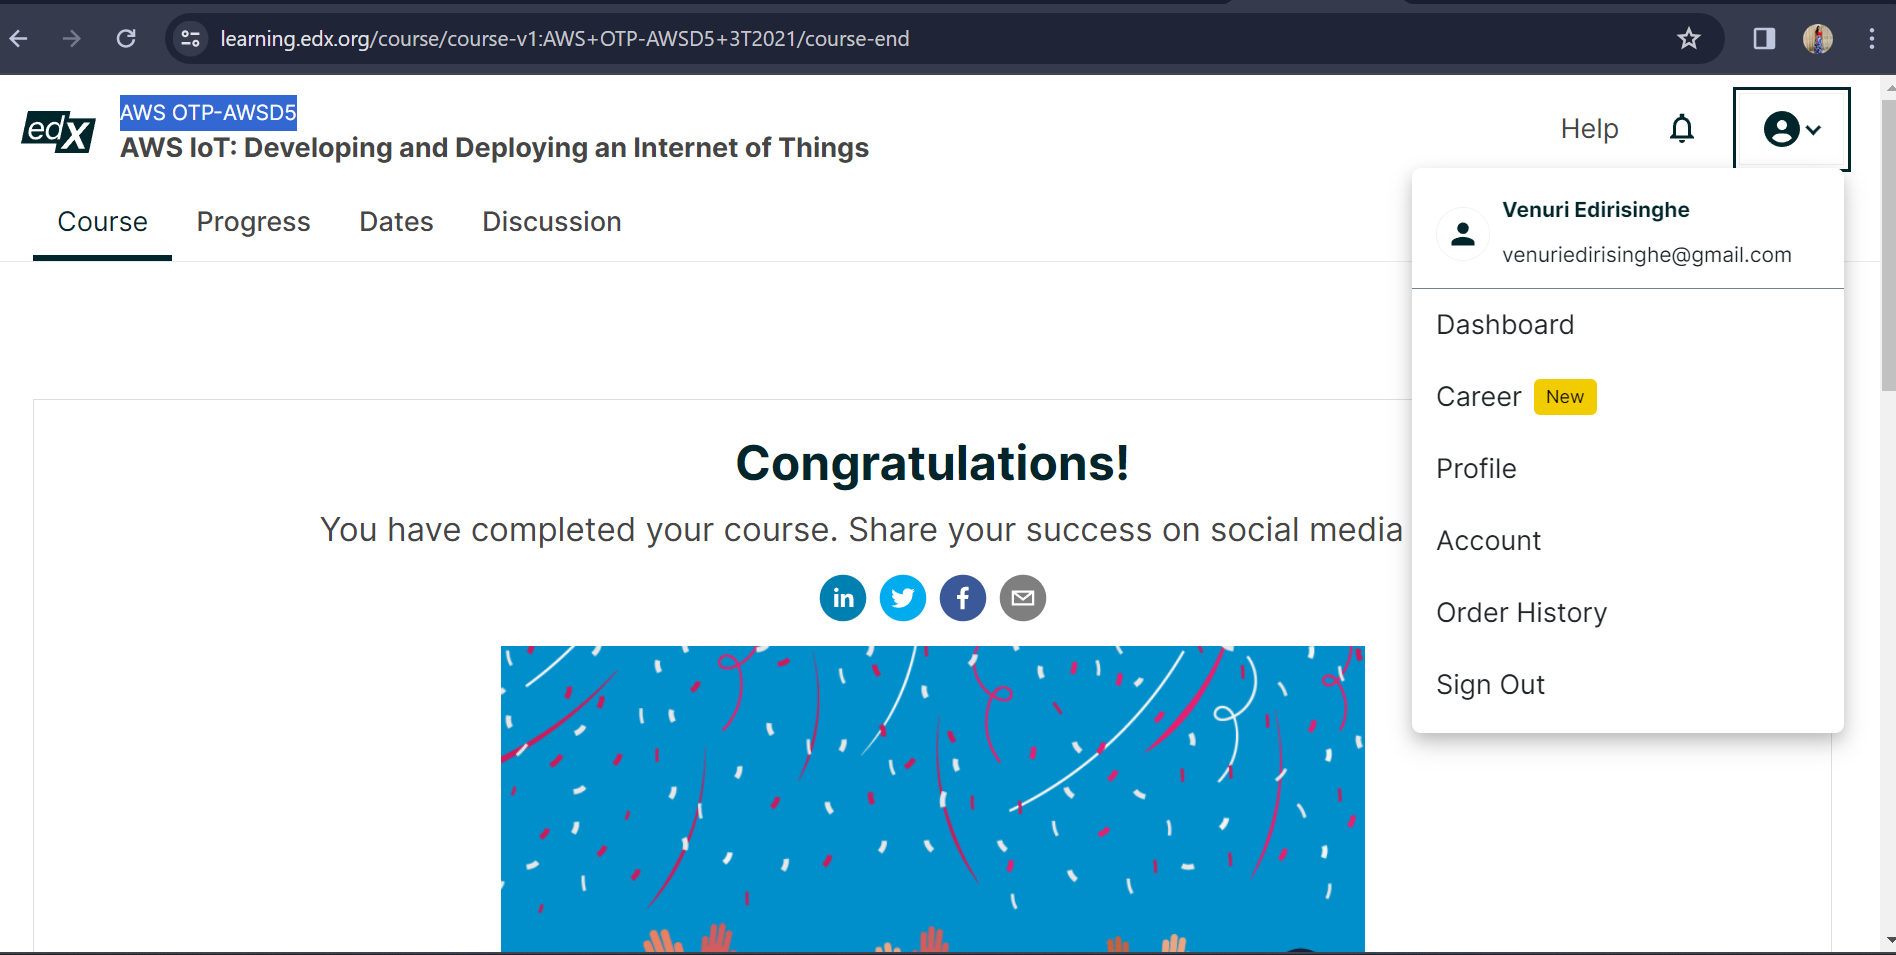 learning.edx.org/course/course-v1:AWS+OTP-AWSD5+3T2021/course-end
edX
AWS OTP-AWSD5
AWS IoT: Developing and Deploying an Internet of Things
Help
Course Progress Dates Discussion
Venuri Edirisinghe
venuriedirisinghe@gmail.com
Dashboard
Career New
Profile
Account
Order History
Sign Out
Congratulations!
You have completed your course. Share your success on social media
in f